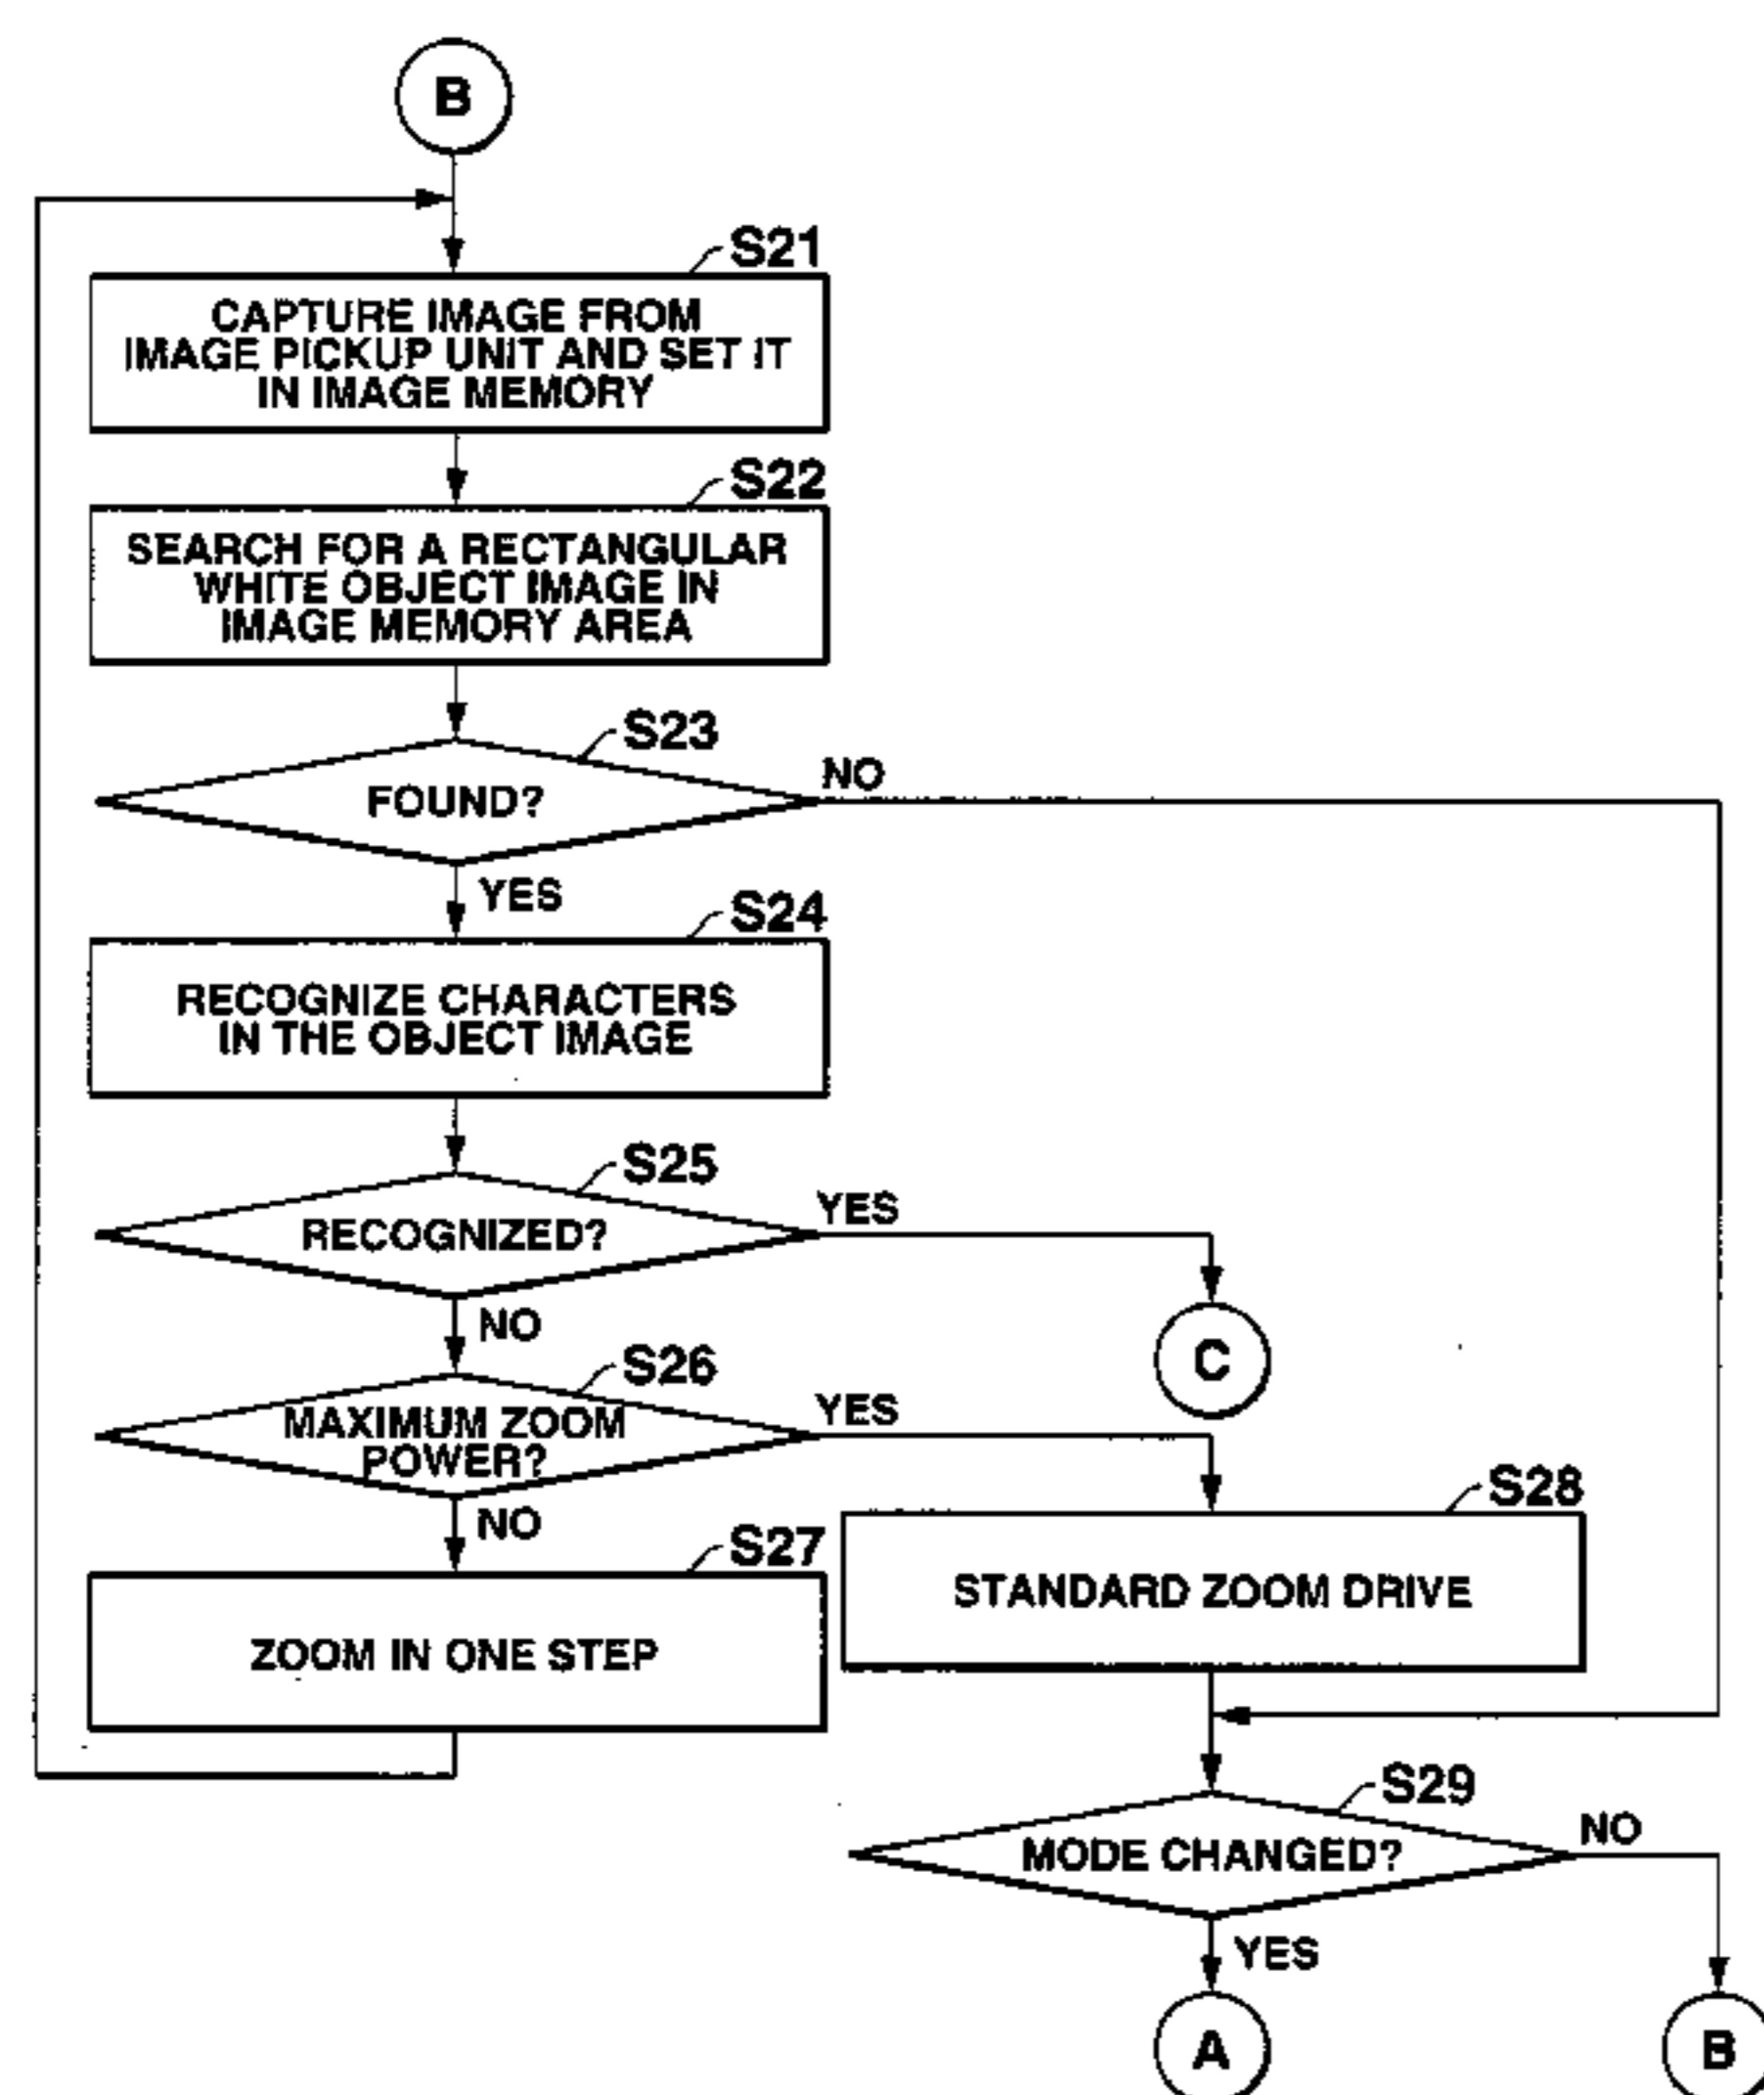 B
S21
CAPTURE IMAGE FROM
IMAGE PICKUP UNIT AND SET IT
IN IMAGE MEMORY
S22
SEARCH FOR A RECTANGULAR
WHITE OBJECT IMAGE IN
IMAGE MEMORY AREA
S23
FOUND?
NO
YES
S24
RECOGNIZE CHARACTERS
IN THE OBJECT IMAGE
S25
RECOGNIZED?
YES
NO
C
S26
MAXIMUM ZOOM
POWER?
YES
NO
S27
ZOOM IN ONE STEP
S28
STANDARD ZOOM DRIVE
S29
MODE CHANGED?
NO
YES
A
B